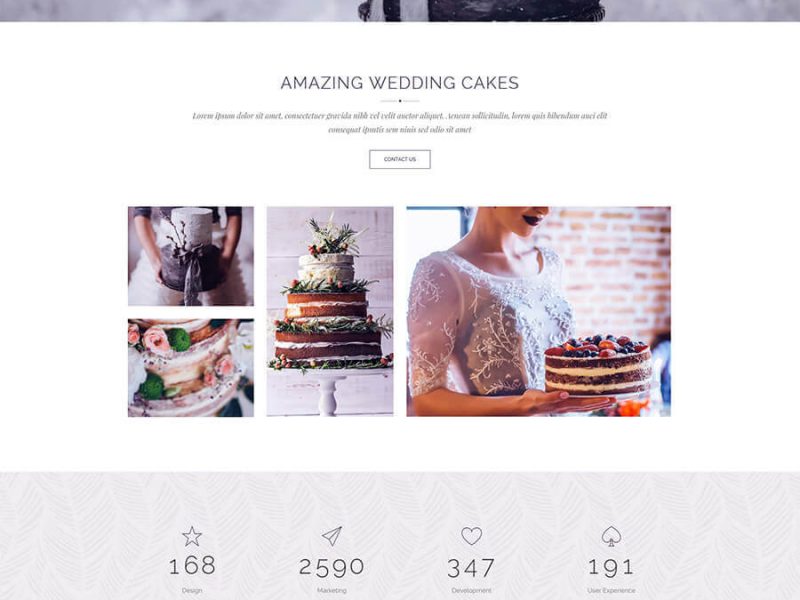 AMAZING WEDDING CAKES
Lorem ipsum dolor sit amet, consectetuer gravida nibh vel velit auctor aliquet. Aenean sollicitudin, lorem quis bibendum auci elit
consequat ipsutis sem niuis sed odio sit amet
CONTACT US
168 2590 347 191
Design Marketing Development User Experience